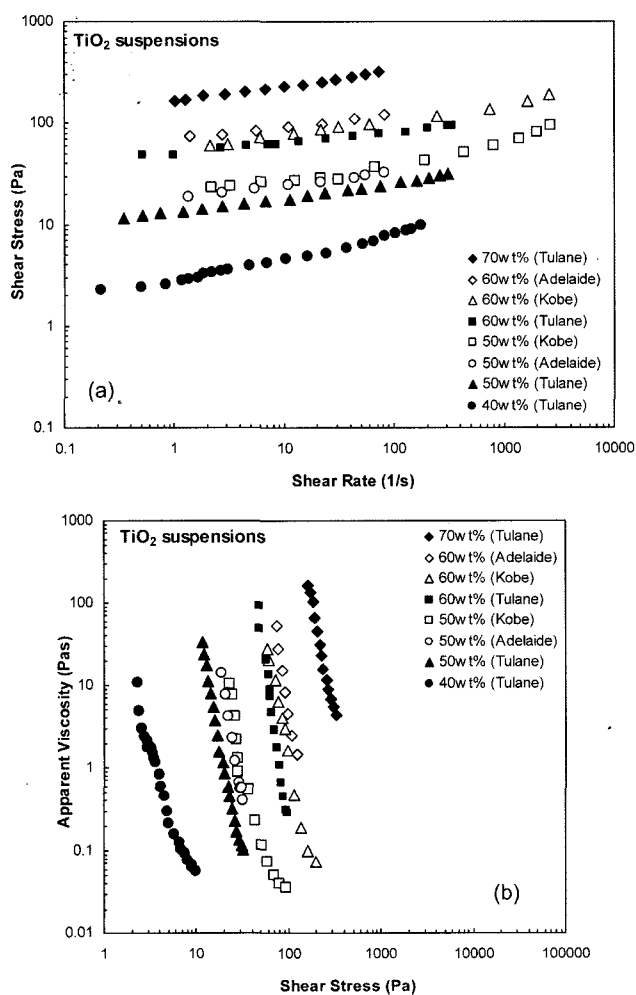 TiO2 suspensions
1000
100
10
1
0.1
Shear Stress (Pa)
70wt% (Tulane)
60wt% (Adelaide)
60wt% (Kobe)
60wt% (Tulane)
50wt% (Kobe)
50wt% (Adelaide)
50wt% (Tulane)
40wt% (Tulane)
(a)
0.1 1 10 100 1000 10000
Shear Rate (1/s)
TiO2 suspensions
1000
100
10
1
0.1
0.01
Apparent Viscosity (Pas)
70wt% (Tulane)
60wt% (Adelaide)
60wt% (Kobe)
60wt% (Tulane)
50wt% (Kobe)
50wt% (Adelaide)
50wt% (Tulane)
40wt% (Tulane)
(b)
1 10 100 1000 10000 100000
Shear Stress (Pa)